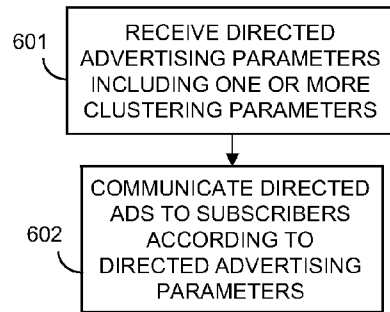 601
RECEIVE DIRECTED
ADVERTISING PARAMETERS
INCLUDING ONE OR MORE
CLUSTERING PARAMETERS
602
COMMUNICATE DIRECTED
ADS TO SUBSCRIBERS
ACCORDING TO
DIRECTED ADVERTISING
PARAMETERS